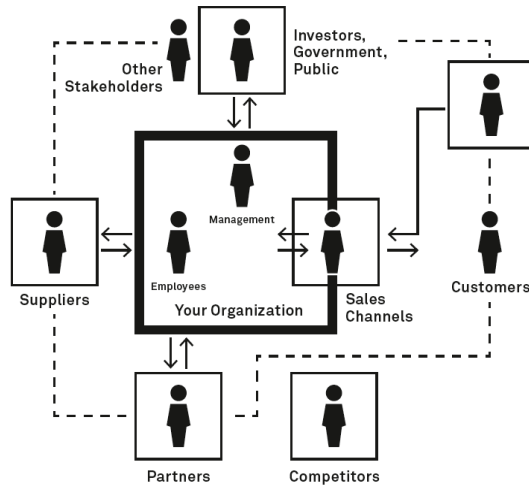 Investors,
Government,
Public
Other
Stakeholders
Management
Employees
Your Organization
Suppliers
Sales
Channels
Customers
Partners
Competitors